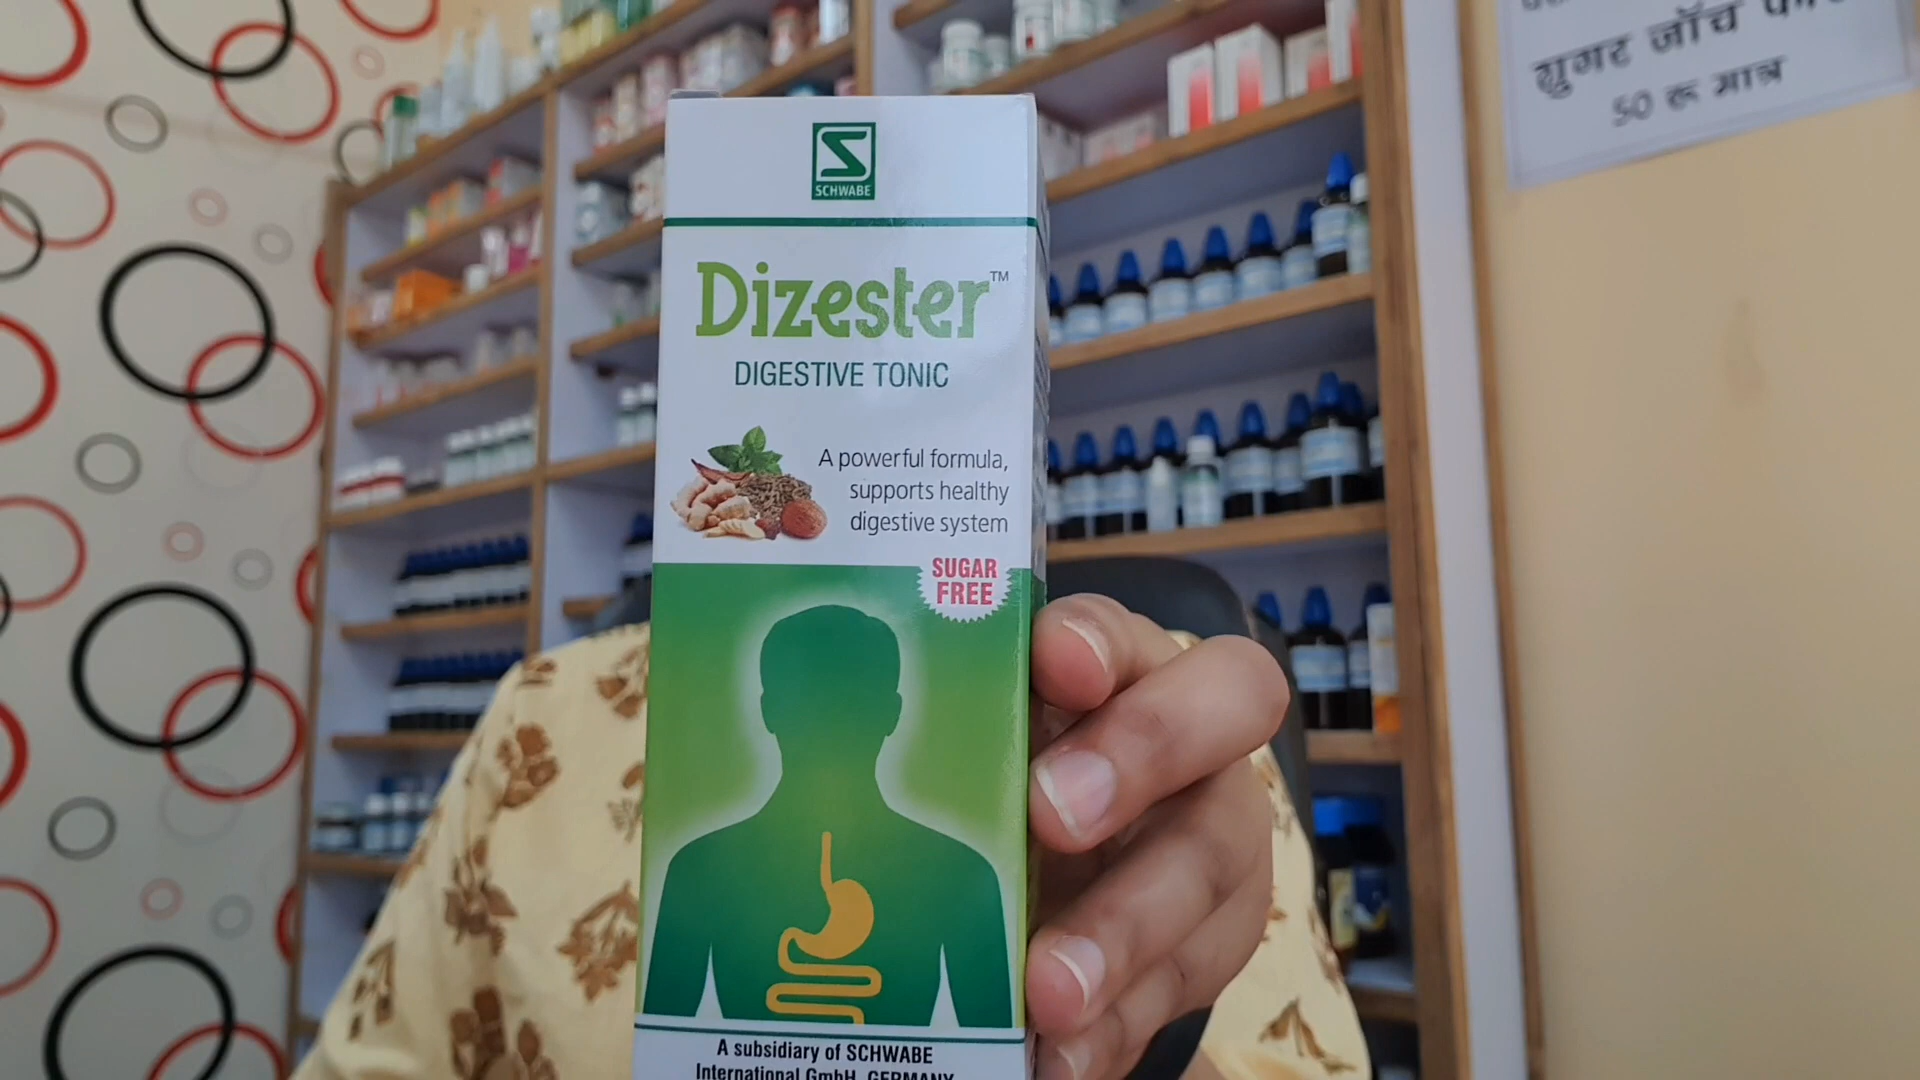 SCHWABE
Dizester™
DIGESTIVE TONIC
A powerful formula,
supports healthy
digestive system
SUGAR
FREE
A subsidiary of SCHWABE
International GmbH, GERMANY
शुगर जाँच
50 रू मात्र